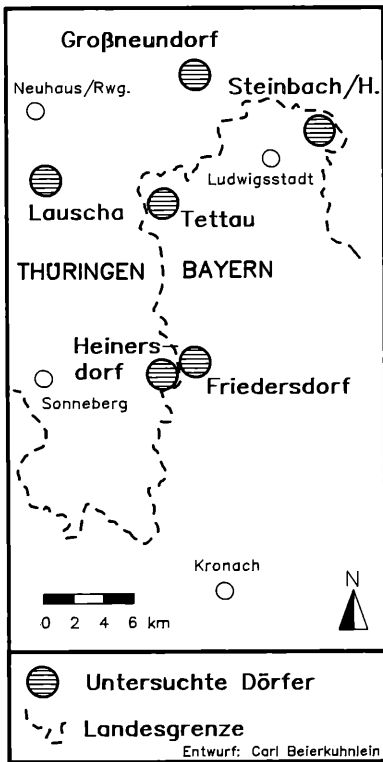 Großneundorf
Neuhaus/Rwg.
Steinbach/H.
Ludwigsstadt
Lauscha
Tettau
THÜRINGEN BAYERN
Heiners-
dorf
Friedersdorf
Sonneberg
Kronach
N
0 2 4 6 km
Untersuchte Dörfer
Landesgrenze
Entwurf: Carl Beierkuhnlein